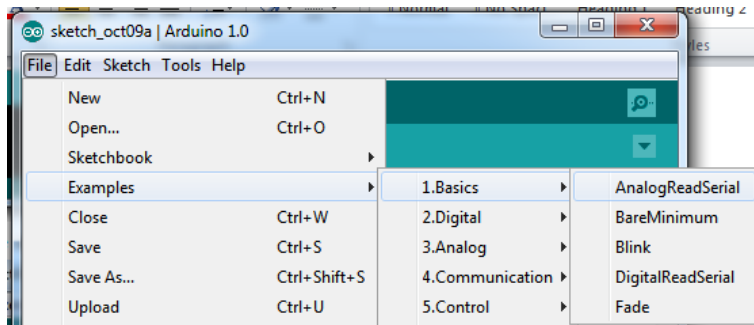 Heading 2
sketch_oct09a | Arduino 1.0
File Edit Sketch Tools Help
New Ctrl+N
Open... Ctrl+O
Sketchbook
Examples
Close Ctrl+W
Save Ctrl+S
Save As... Ctrl+Shift+S
Upload Ctrl+U
1.Basics
2.Digital
3.Analog
4.Communication
5.Control
AnalogReadSerial
BareMinimum
Blink
DigitalReadSerial
Fade